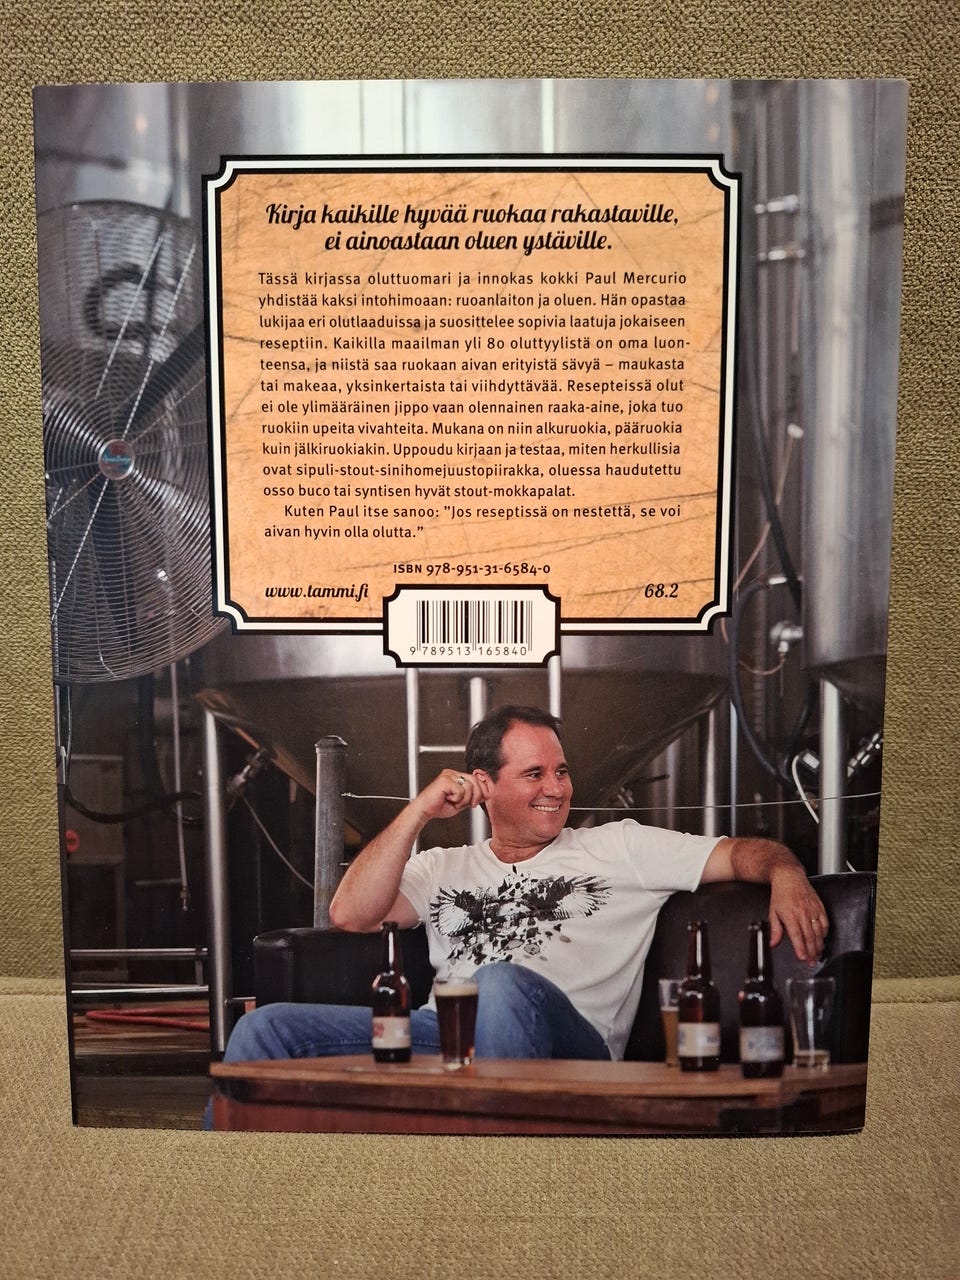 Kirja kaikille hyvää ruokaa rakastaville,
ei ainoastaan oluen ystäville.
Tässä kirjassa oluttuomari ja innokas kokki Paul Mercurio
yhdistää kaksi intohimoaan: ruoanlaiton ja oluen. Hän opastaa
lukijaa eri olutlaaduissa ja suosittelee sopivia laatuja jokaiseen
reseptiin. Kaikilla maailman yli 80 oluttyylistä on oma luon-
teensa, ja niistä saa ruokaan aivan erityistä sävyä – maukasta
tai makeaa, yksinkertaista tai viihdyttävää. Resepteissä olut
ei ole ylimääräinen jippo vaan olennainen raaka-aine, joka tuo
ruokiin upeita vivahteita. Mukana on niin alkuruokia, pääruokia
kuin jälkiruokiakin. Uppoudu kirjaan ja testaa, miten herkullisia
ovat sipuli-stout-sinihomejuustopiirakka, oluessa haudutettu
osso buco tai syntisen hyvät stout-mokkapalat.
Kuten Paul itse sanoo: ”Jos reseptissä on nestettä, se voi
aivan hyvin olla olutta.”
ISBN 978-951-31-6584-0
www.tammi.fi
68.2
9 789513 165840